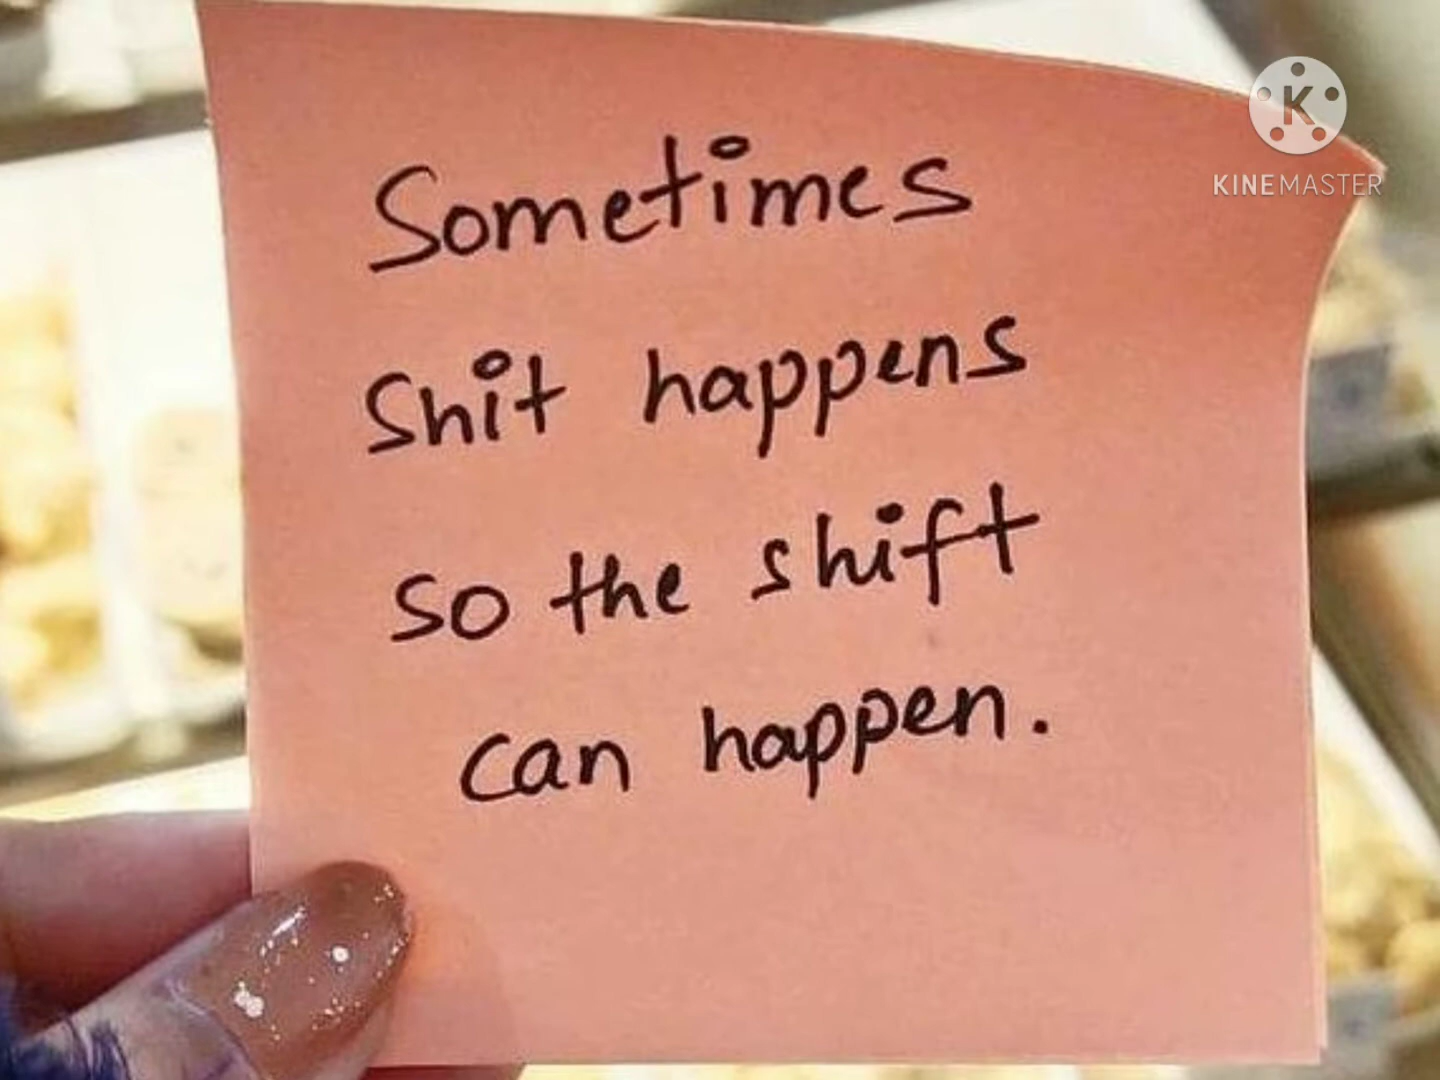 Sometimes
Shit happens
so the shift
can happen.
K
KINEMASTER